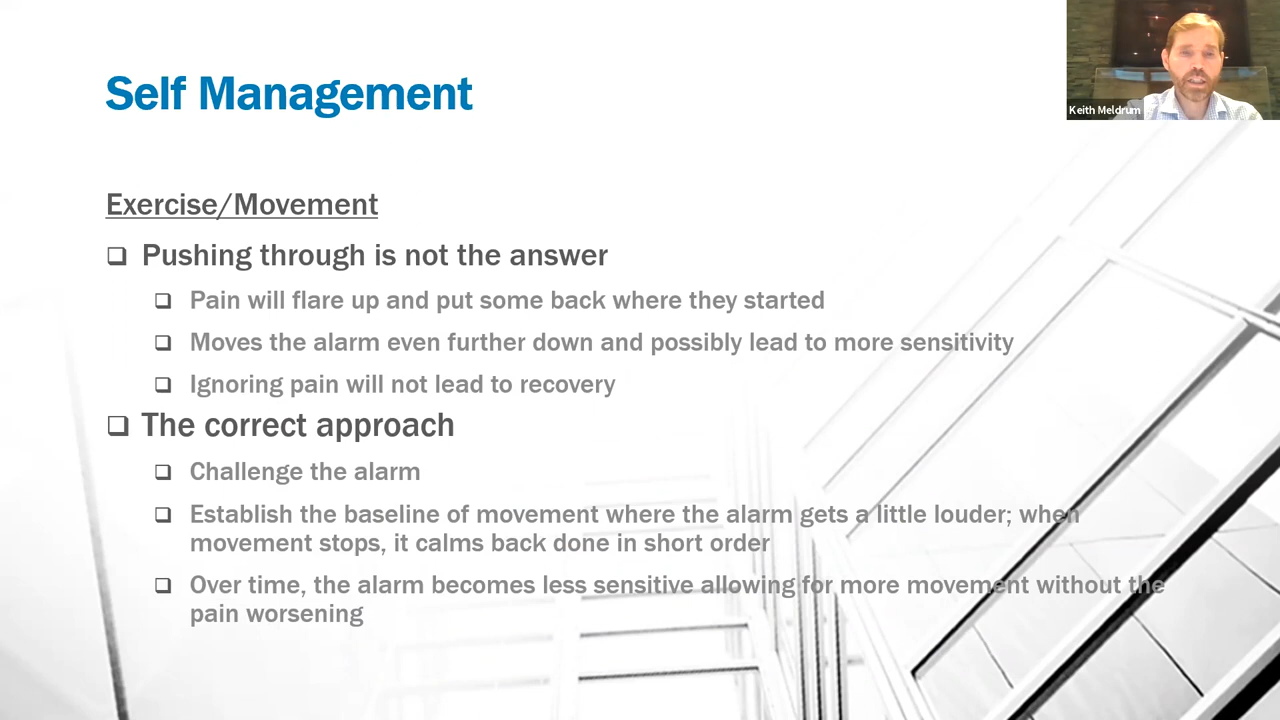 Self Management
Keith Meldrum
Exercise/Movement
Pushing through is not the answer
Pain will flare up and put some back where they started
Moves the alarm even further down and possibly lead to more sensitivity
Ignoring pain will not lead to recovery
The correct approach
Challenge the alarm
Establish the baseline of movement where the alarm gets a little louder; when
movement stops, it calms back done in short order
Over time, the alarm becomes less sensitive allowing for more movement without the
pain worsening